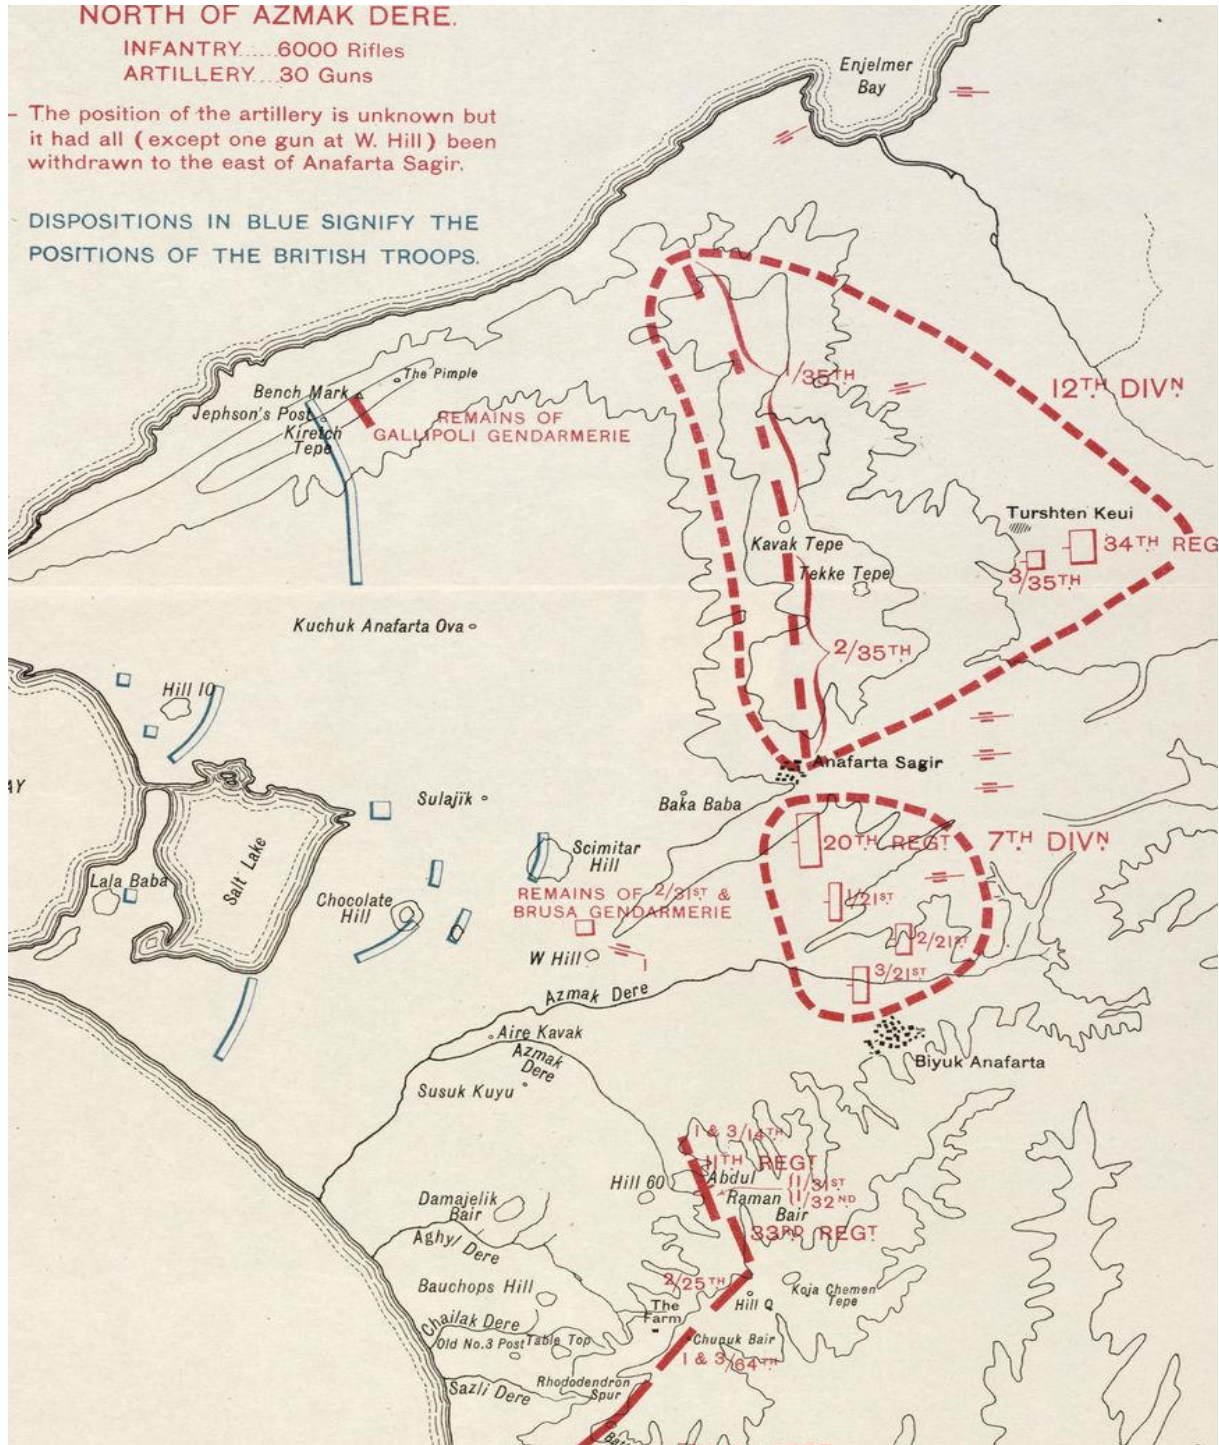 NORTH OF AZMAK DERE.
INFANTRY.....6000 Rifles
ARTILLERY...30 Guns
The position of the artillery is unknown but
it had all (except one gun at W. Hill) been
withdrawn to the east of Anafarta Sagir.
DISPOSITIONS IN BLUE SIGNIFY THE
POSITIONS OF THE BRITISH TROOPS.
Enjelmer
Bay
The Pimple
Bench Mark
Jephson's Post
Kiretch
Tepe
REMAINS OF
GALLIPOLI GENDARMERIE
1/35TH
12TH DIVN
Turshten Keui
34TH REG
3/35TH
Kavak Tepe
Tekke Tepe
Kuchuk Anafarta Ova
2/35TH
Hill 10
AY
Anafarta Sagir
Sulajik
Baka Baba
Salt Lake
Lala Baba
Chocolate
Hill
Scimitar
Hill
20TH REGT
7TH DIVN
REMAINS OF 2/31ST &
BRUSA GENDARMERIE
1/21ST
2/21ST
3/21ST
W Hill
1
Azmak Dere
Aire Kavak
Azmak
Dere
Susuk Kuyu
Biyuk Anafarta
1 & 3/14TH
11TH REGT
Hill 60
Abdul
Raman
Bair
1/31ST
1/32ND
33RD REGT
Damajelik
Bair
Aghyl Dere
2/25TH
Bauchops Hill
The
Farm
Hill Q
Koja Chemen
Tepe
Chailak Dere
Old No.3 Post
Table Top
Chunuk Bair
1 & 3/64TH
Sazli Dere
Rhododendron
Spur